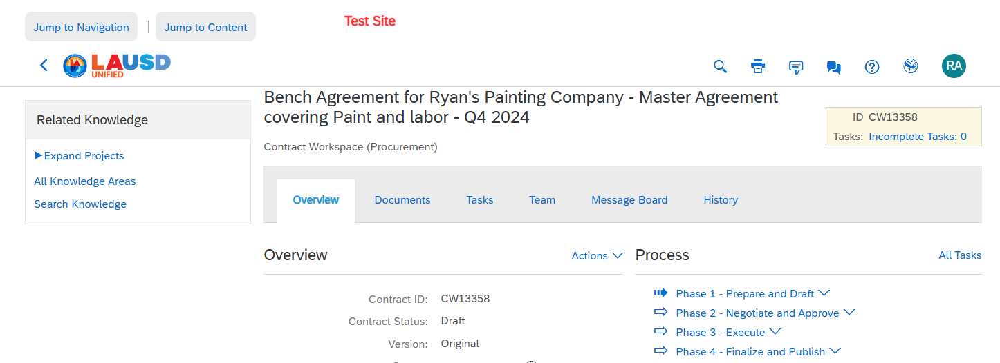 Test Site
Jump to Navigation
Jump to Content
LAUSD
UNIFIED
RA
Related Knowledge
Expand Projects
All Knowledge Areas
Search Knowledge
Bench Agreement for Ryan's Painting Company - Master Agreement
covering Paint and labor - Q4 2024
Contract Workspace (Procurement)
ID CW13358
Tasks: Incomplete Tasks: 0
Overview Documents Tasks Team Message Board History
Overview
Actions
Contract ID: CW13358
Contract Status: Draft
Version: Original
Process
All Tasks
Phase 1 - Prepare and Draft
Phase 2 - Negotiate and Approve
Phase 3 - Execute
Phase 4 - Finalize and Publish